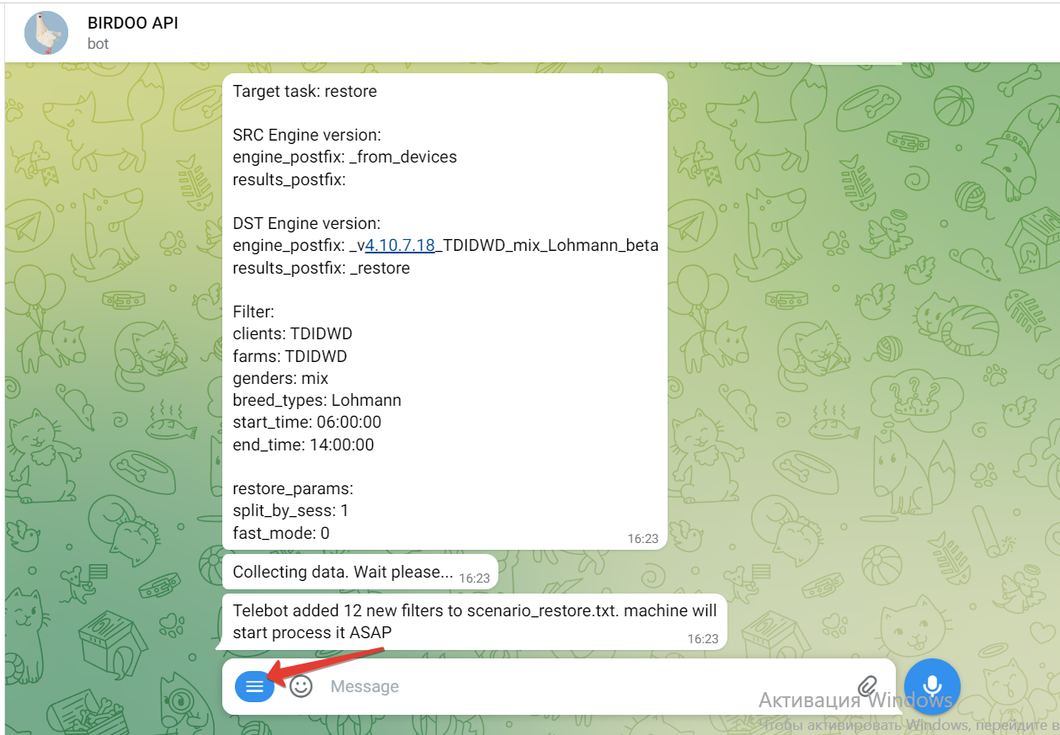 BIRDOO API
bot
Target task: restore
SRC Engine version:
engine_postfix: _from_devices
results_postfix:
DST Engine version:
engine_postfix: _v4.10.7.18_TDIDWD_mix_Lohmann_beta
results_postfix: _restore
Filter:
clients: TDIDWD
farms: TDIDWD
genders: mix
breed_types: Lohmann
start_time: 06:00:00
end_time: 14:00:00
restore_params:
split_by_sess: 1
fast_mode: 0
16:23
Collecting data. Wait please... 16:23
Telebot added 12 new filters to scenario_restore.txt. machine will
start process it ASAP
16:23
Message
Активация Windows
Чтобы активировать Windows, перейдите в